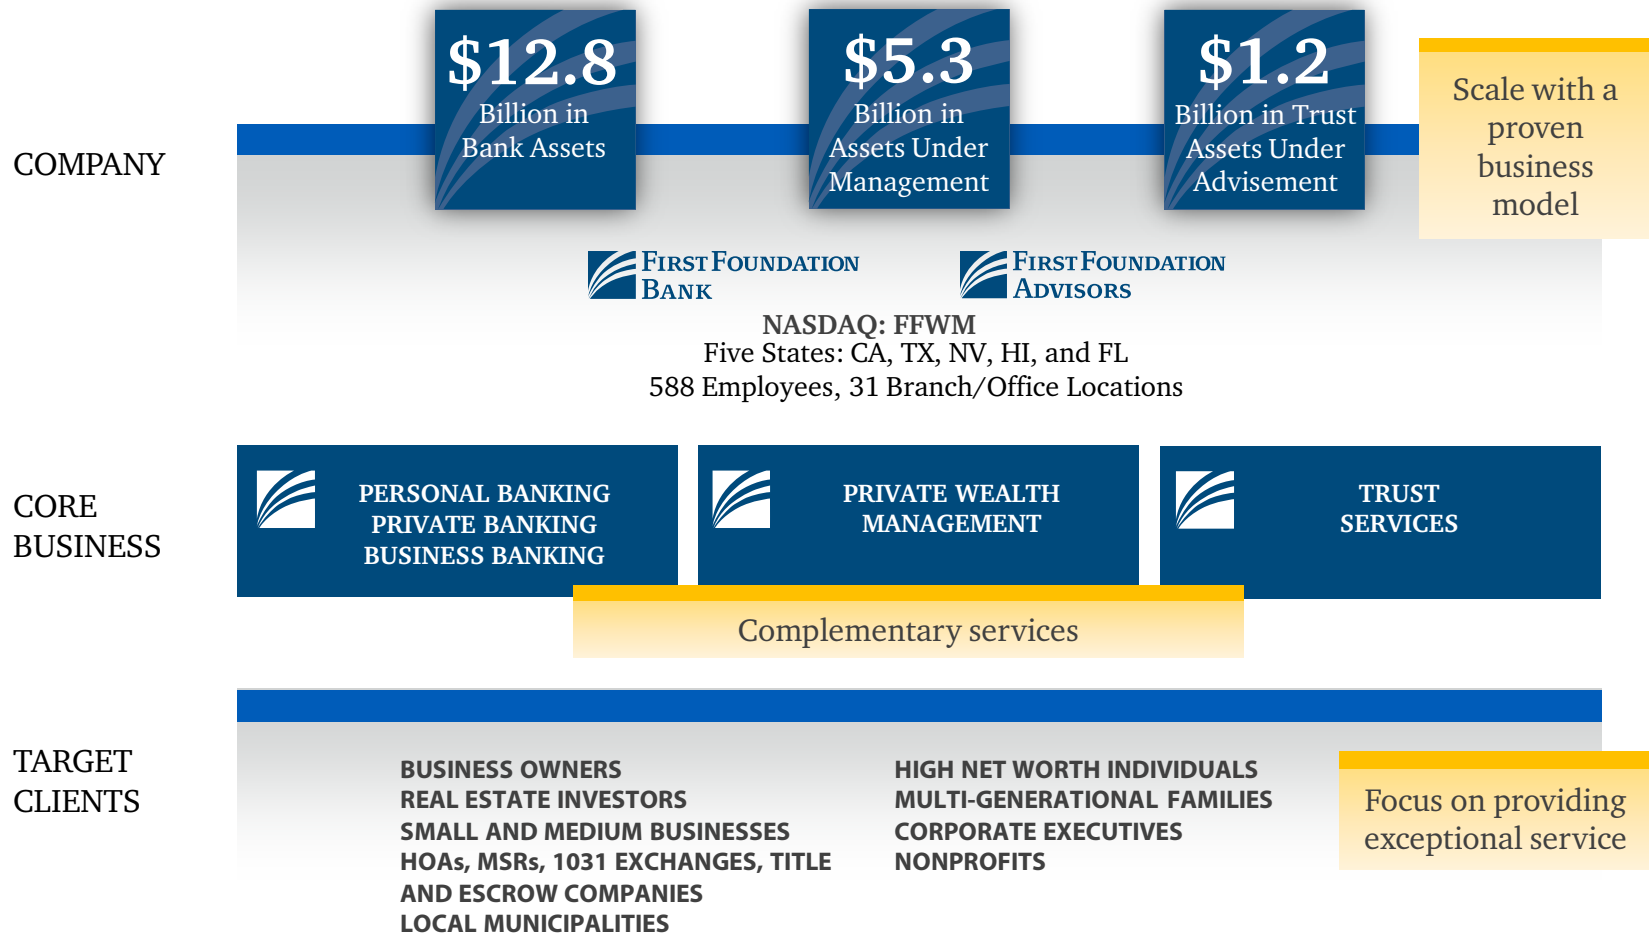 $12.8
Billion in
Bank Assets
$5.3
Billion in
Assets Under
Management
$1.2
Billion in Trust
Assets Under
Advisement
Scale with a
proven
business
model
COMPANY
FIRST FOUNDATION
BANK
FIRST FOUNDATION
ADVISORS
NASDAQ: FFWM
Five States: CA, TX, NV, HI, and FL
588 Employees, 31 Branch/Office Locations
CORE
BUSINESS
PERSONAL BANKING
PRIVATE BANKING
BUSINESS BANKING
PRIVATE WEALTH
MANAGEMENT
TRUST
SERVICES
Complementary services
TARGET
CLIENTS
BUSINESS OWNERS
REAL ESTATE INVESTORS
SMALL AND MEDIUM BUSINESSES
HOAs, MSRs, 1031 EXCHANGES, TITLE
AND ESCROW COMPANIES
LOCAL MUNICIPALITIES
HIGH NET WORTH INDIVIDUALS
MULTI-GENERATIONAL FAMILIES
CORPORATE EXECUTIVES
NONPROFITS
Focus on providing
exceptional service